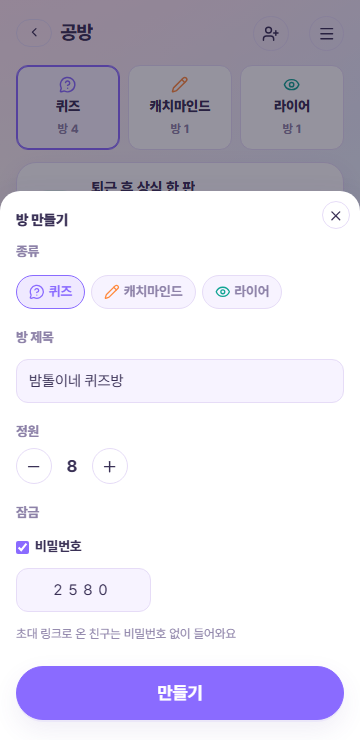 공방
퀴즈
방 4
캐치마인드
방 1
라이어
방 1
퇴근 후 상식 한 판
방 만들기
종류
퀴즈
캐치마인드
라이어
방 제목
밤톨이네 퀴즈방
정원
8
잠금
비밀번호
2580
초대 링크로 온 친구는 비밀번호 없이 들어와요
만들기